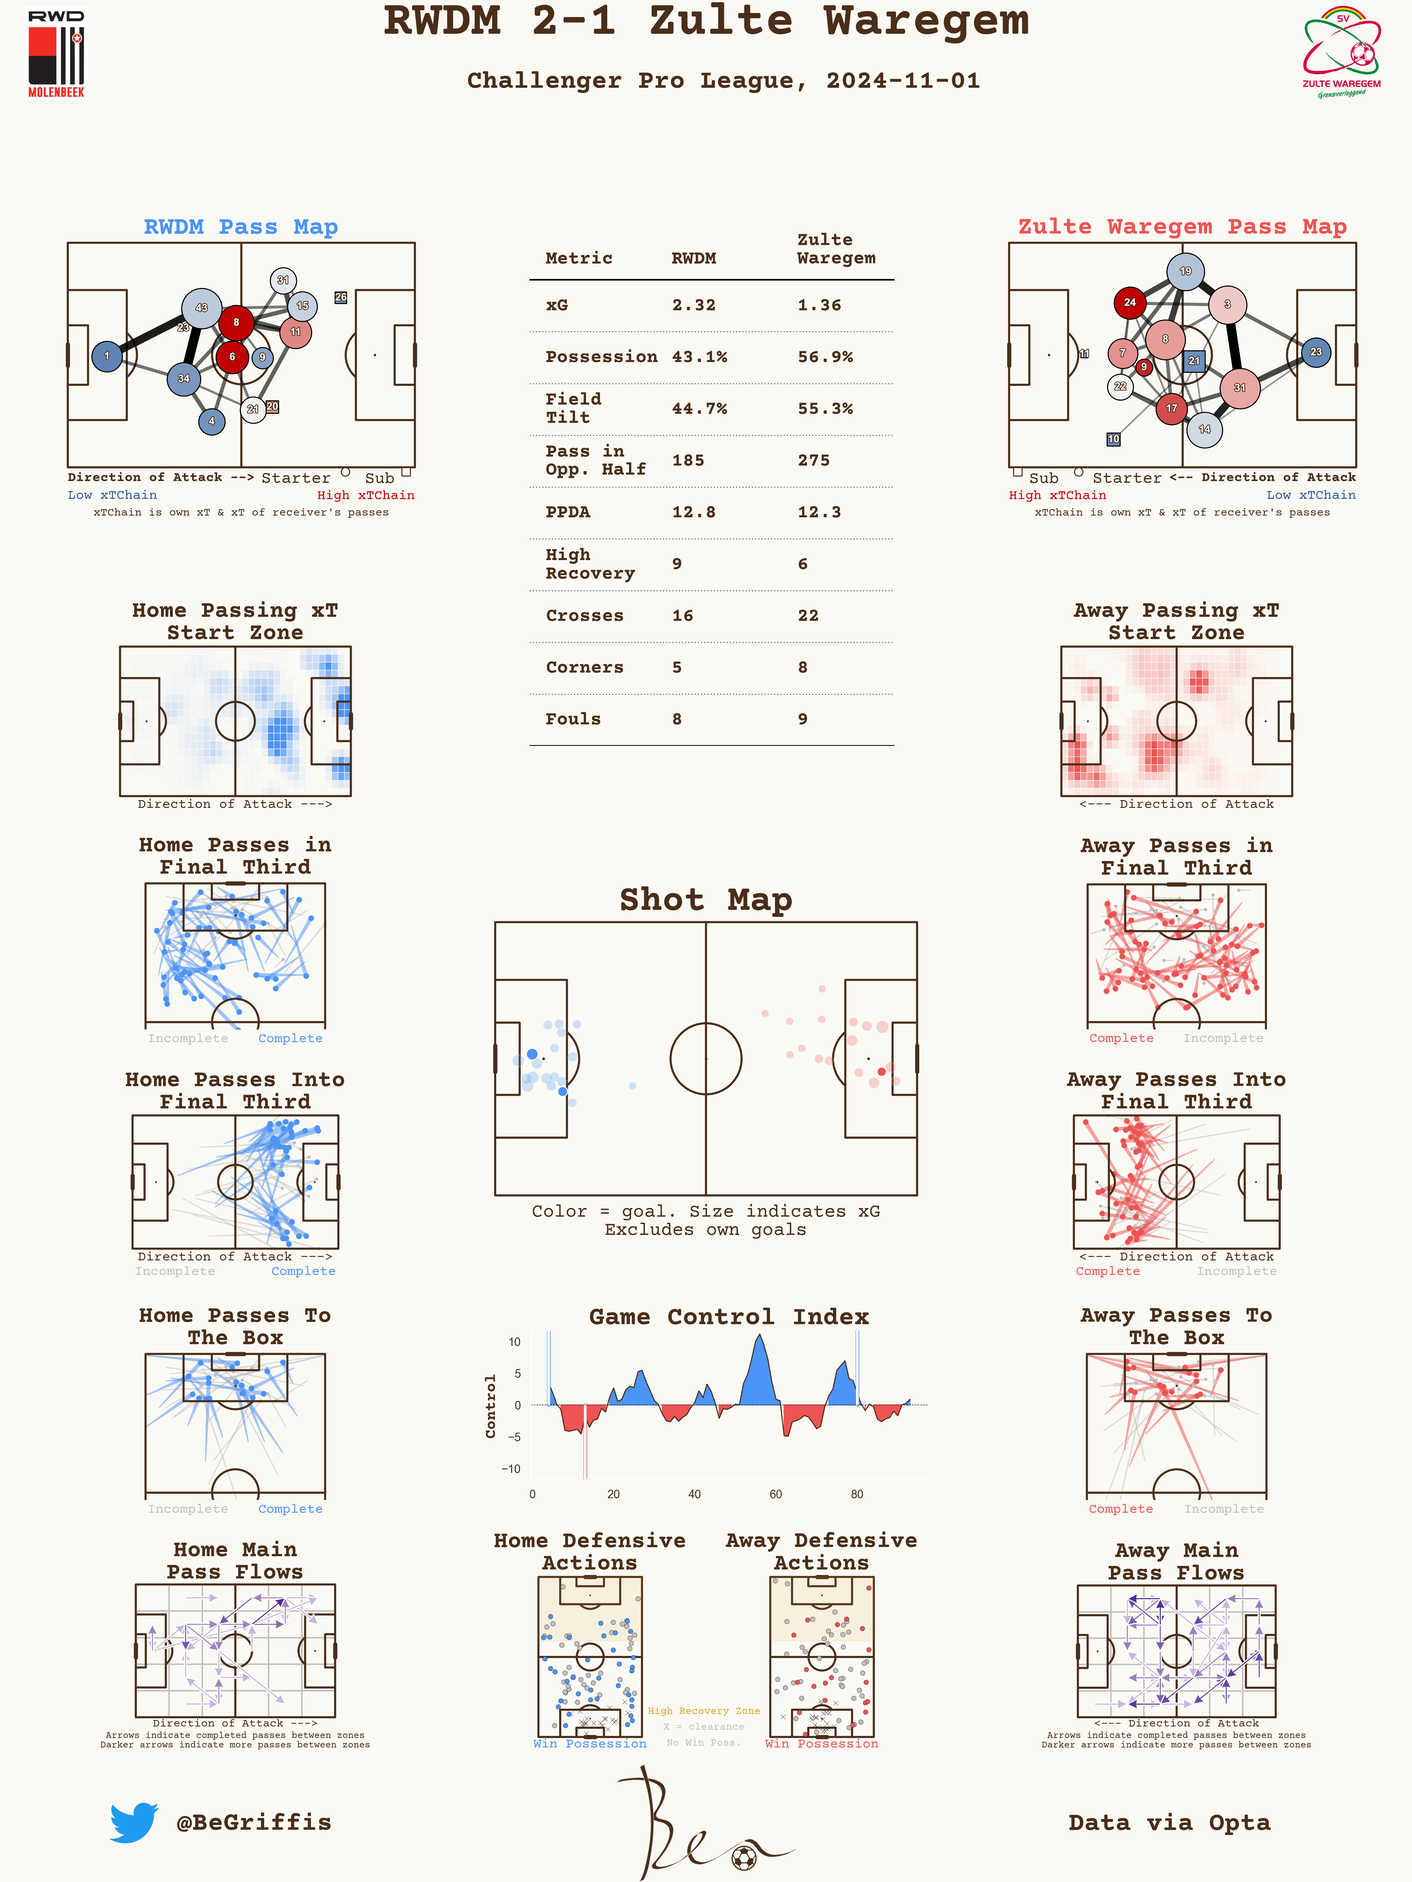 RWDM 2-1 Zulte Waregem
Challenger Pro League, 2024-11-01
RWD
MOLENBEEK
SV
ZULTE WAREGEM
Grensverleggend
RWDM Pass Map
31
43
26
15
23
8
11
1
6
9
34
21
20
4
Direction of Attack --> Starter Sub
Low xTChain High xTChain
xTChain is own xT & xT of receiver's passes
Metric RWDM Zulte Waregem
xG 2.32 1.36
Possession 43.1% 56.9%
Field Tilt 44.7% 55.3%
Pass in Opp. Half 185 275
PPDA 12.8 12.3
High Recovery 9 6
Crosses 16 22
Corners 5 8
Fouls 8 9
Zulte Waregem Pass Map
19
24
3
8
7
11
21
23
9
22
31
17
14
10
Sub Starter <-- Direction of Attack
High xTChain Low xTChain
xTChain is own xT & xT of receiver's passes
Home Passing xT
Start Zone
Direction of Attack --->
Away Passing xT
Start Zone
<--- Direction of Attack
Home Passes in
Final Third
Incomplete Complete
Away Passes in
Final Third
Complete Incomplete
Shot Map
Color = goal. Size indicates xG
Excludes own goals
Home Passes Into
Final Third
Direction of Attack --->
Incomplete Complete
Away Passes Into
Final Third
<--- Direction of Attack
Complete Incomplete
Home Passes To
The Box
Incomplete Complete
Game Control Index
Control
10
5
0
−5
−10
0 20 40 60 80
Away Passes To
The Box
Complete Incomplete
Home Main
Pass Flows
Direction of Attack --->
Arrows indicate completed passes between zones
Darker arrows indicate more passes between zones
Home Defensive
Actions
Win Possession
High Recovery Zone
X = clearance
No Win Poss.
Away Defensive
Actions
Win Possession
Away Main
Pass Flows
<--- Direction of Attack
Arrows indicate completed passes between zones
Darker arrows indicate more passes between zones
@BeGriffis
Ben
Data via Opta